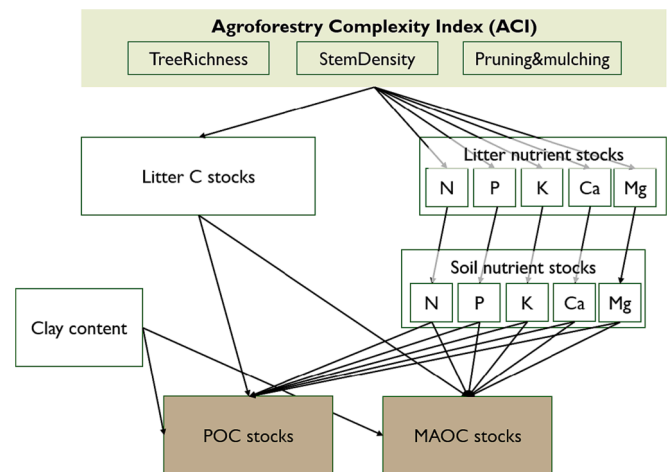 Agroforestry Complexity Index (ACI)
TreeRichness StemDensity Pruning&mulching
Litter C stocks
Litter nutrient stocks
N P K Ca Mg
Soil nutrient stocks
N P K Ca Mg
Clay content
POC stocks MAOC stocks